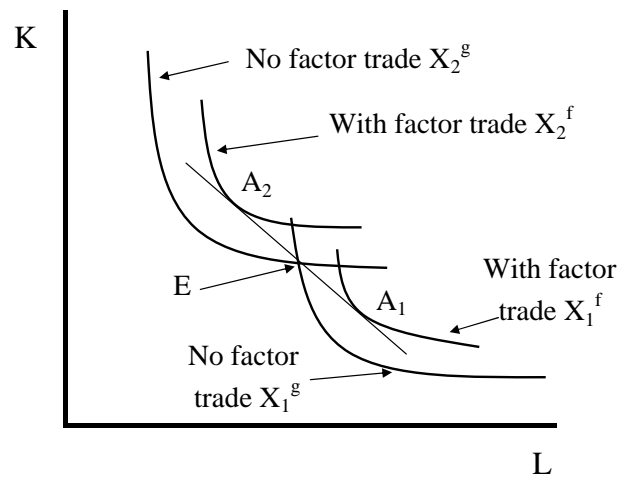 K
No factor trade X₂ᵍ
With factor trade X₂ᶠ
A₂
E
A₁
With factor
trade X₁ᶠ
No factor
trade X₁ᵍ
L